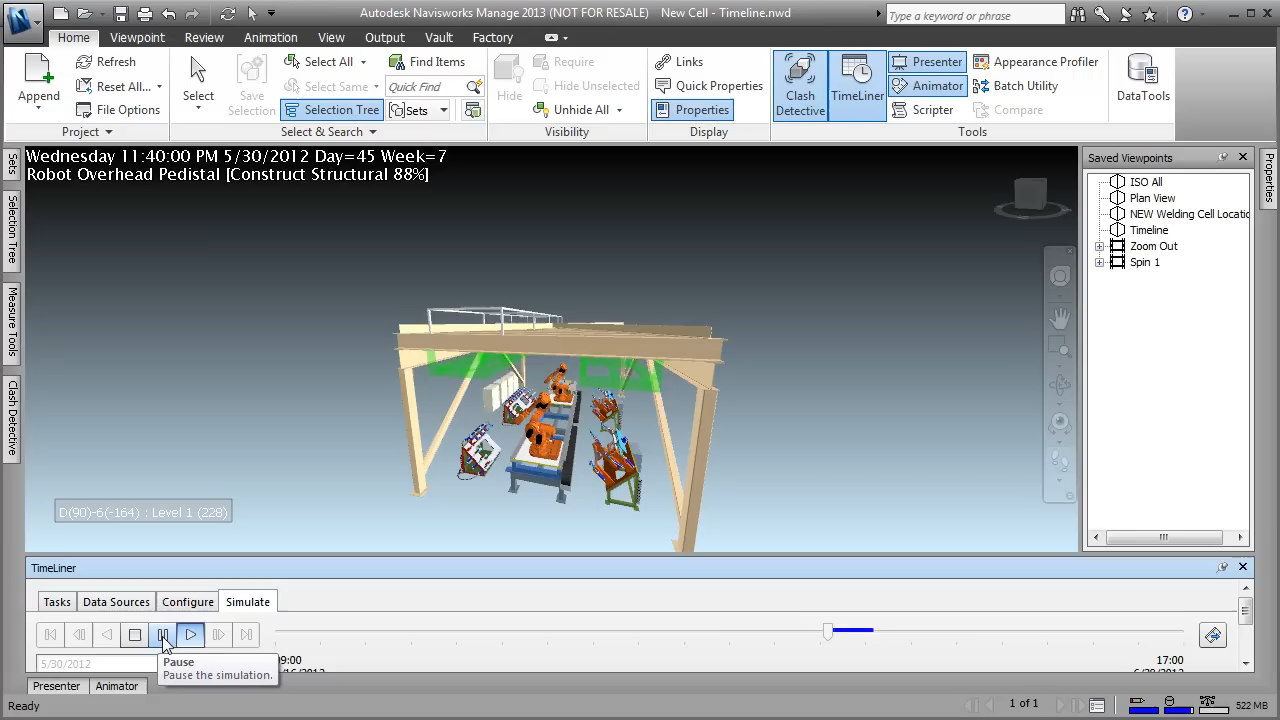 Autodesk Navisworks Manage 2013 (NOT FOR RESALE) New Cell - Timeline.nwd
Type a keyword or phrase
Home Viewpoint Review Animation View Output Vault Factory
Append
Refresh
Reset All...
File Options
Project
Select
Save Selection
Select All
Select Same
Selection Tree
Find Items
Quick Find
Sets
Select & Search
Hide
Require
Hide Unselected
Unhide All
Visibility
Links
Quick Properties
Properties
Display
Clash Detective
TimeLiner
Presenter
Animator
Scripter
Appearance Profiler
Batch Utility
Compare
Tools
DataTools
Sets
Selection Tree
Measure Tools
Clash Detective
Wednesday 11:40:00 PM 5/30/2012 Day=45 Week=7
Robot Overhead Pedistal [Construct Structural 88%]
D(90)-6(-164) : Level 1 (228)
Saved Viewpoints
ISO All
Plan View
NEW Welding Cell Locatio
Timeline
Zoom Out
Spin 1
Properties
TimeLiner
Tasks Data Sources Configure Simulate
5/30/2012
Pause
Pause the simulation.
09:00
17:00
Presenter Animator
Ready
1 of 1
522 MB